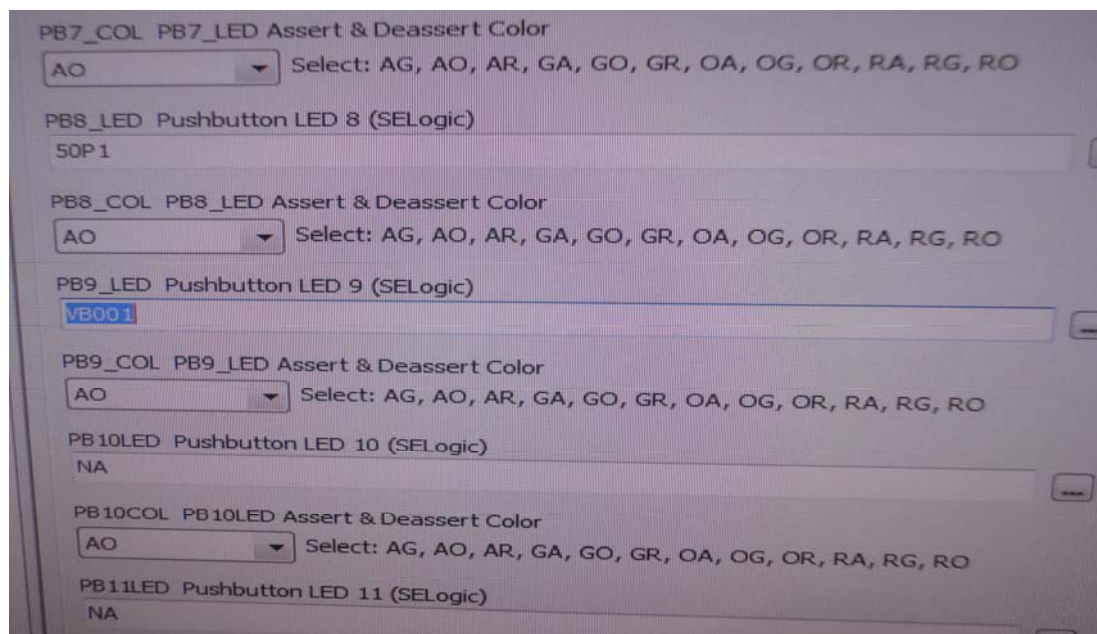 PB7_COL PB7_LED Assert & Deassert Color
AO Select: AG, AO, AR, GA, GO, GR, OA, OG, OR, RA, RG, RO
PB8_LED Pushbutton LED 8 (SELogic)
50P1
PB8_COL PB8_LED Assert & Deassert Color
AO Select: AG, AO, AR, GA, GO, GR, OA, OG, OR, RA, RG, RO
PB9_LED Pushbutton LED 9 (SELogic)
VB001
...
PB9_COL PB9_LED Assert & Deassert Color
AO Select: AG, AO, AR, GA, GO, GR, OA, OG, OR, RA, RG, RO
PB10LED Pushbutton LED 10 (SELogic)
NA
...
PB10COL PB10LED Assert & Deassert Color
AO Select: AG, AO, AR, GA, GO, GR, OA, OG, OR, RA, RG, RO
PB11LED Pushbutton LED 11 (SELogic)
NA